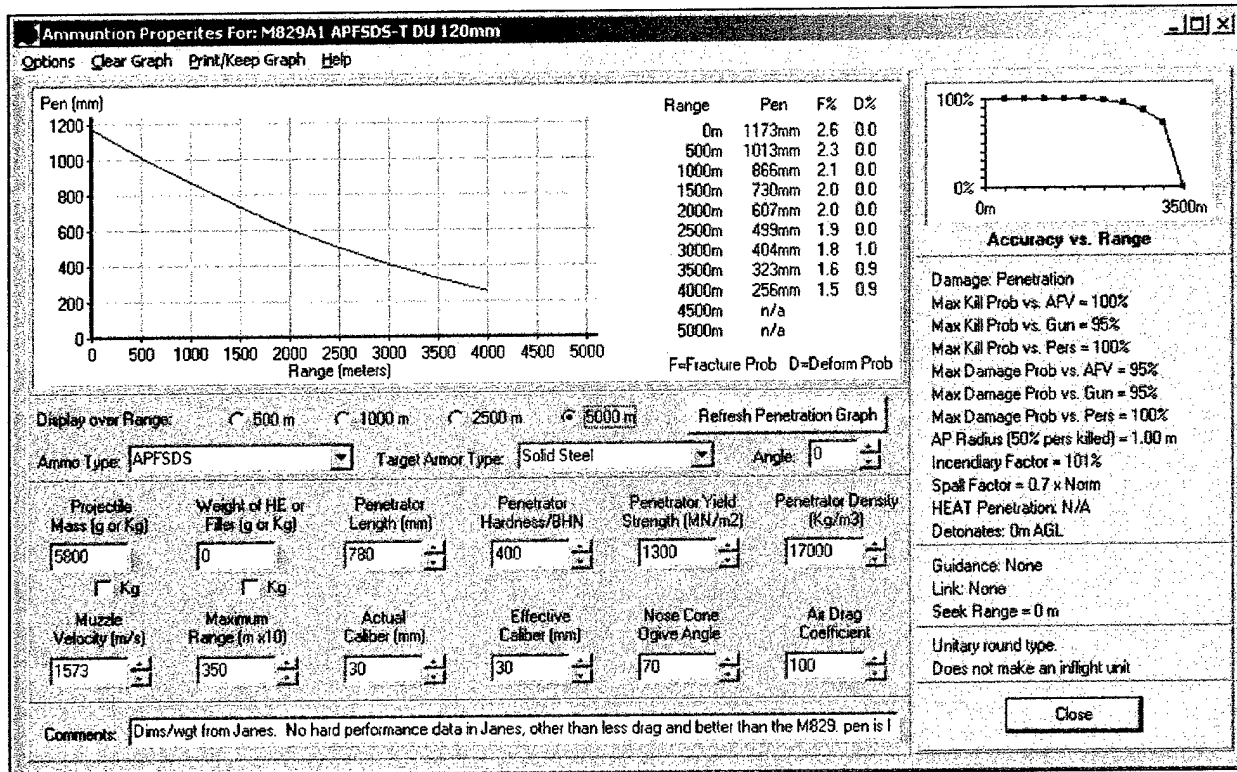 Ammuntion Properites For: M829A1 APFSDS-T DU 120mm
Options Clear Graph Print/Keep Graph Help
Pen (mm)
1200
1000
800
600
400
200
0
0 500 1000 1500 2000 2500 3000 3500 4000 4500 5000
Range (meters)
Range Pen F% D%
0m 1173mm 2.6 0.0
500m 1013mm 2.3 0.0
1000m 866mm 2.1 0.0
1500m 730mm 2.0 0.0
2000m 607mm 2.0 0.0
2500m 499mm 1.9 0.0
3000m 404mm 1.8 1.0
3500m 323mm 1.6 0.9
4000m 256mm 1.5 0.9
4500m n/a
5000m n/a
F=Fracture Prob D=Deform Prob
Display over Range: 500 m 1000 m 2500 m 5000 m Refresh Penetration Graph
Ammo Type: APFSDS Target Armor Type: Solid Steel Angle: 0
Projectile Mass (g or Kg) 5800 Kg
Weight of HE or Filler (g or Kg) 0 Kg
Penetrator Length (mm) 780
Penetrator Hardness/BHN 400
Penetrator Yield Strength (MN/m2) 1300
Penetrator Density (Kg/m3) 17000
Muzzle Velocity (m/s) 1573
Maximum Range (m x10) 350
Actual Caliber (mm) 30
Effective Caliber (mm) 30
Nose Cone Ogive Angle 70
Air Drag Coefficient 100
Comments: Dims/wgt from Janes. No hard performance data in Janes, other than less drag and better than the M829. pen is l
100%
0%
0m 3500m
Accuracy vs. Range
Damage: Penetration
Max Kill Prob vs. AFV = 100%
Max Kill Prob vs. Gun = 95%
Max Kill Prob vs. Pers = 100%
Max Damage Prob vs. AFV = 95%
Max Damage Prob vs. Gun = 95%
Max Damage Prob vs. Pers = 100%
AP Radius (50% pers killed) = 1.00 m
Incendiary Factor = 101%
Spall Factor = 0.7 x Norm
HEAT Penetration: N/A
Detonates: 0m AGL
Guidance: None
Link: None
Seek Range = 0 m
Unitary round type.
Does not make an inflight unit
Close